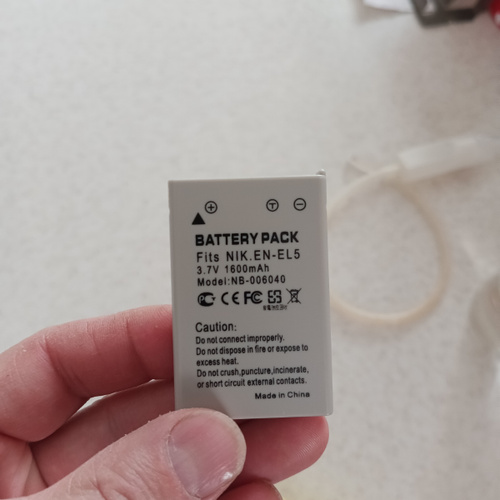 BATTERY PACK
Fits NIK.EN-EL5
3.7V 1600mAh
Model:NB-006040
Caution:
Do not connect improperly.
Do not dispose in fire or expose to
excess heat.
Do not crush,puncture,incinerate,
or short circuit external contacts.
Made in China